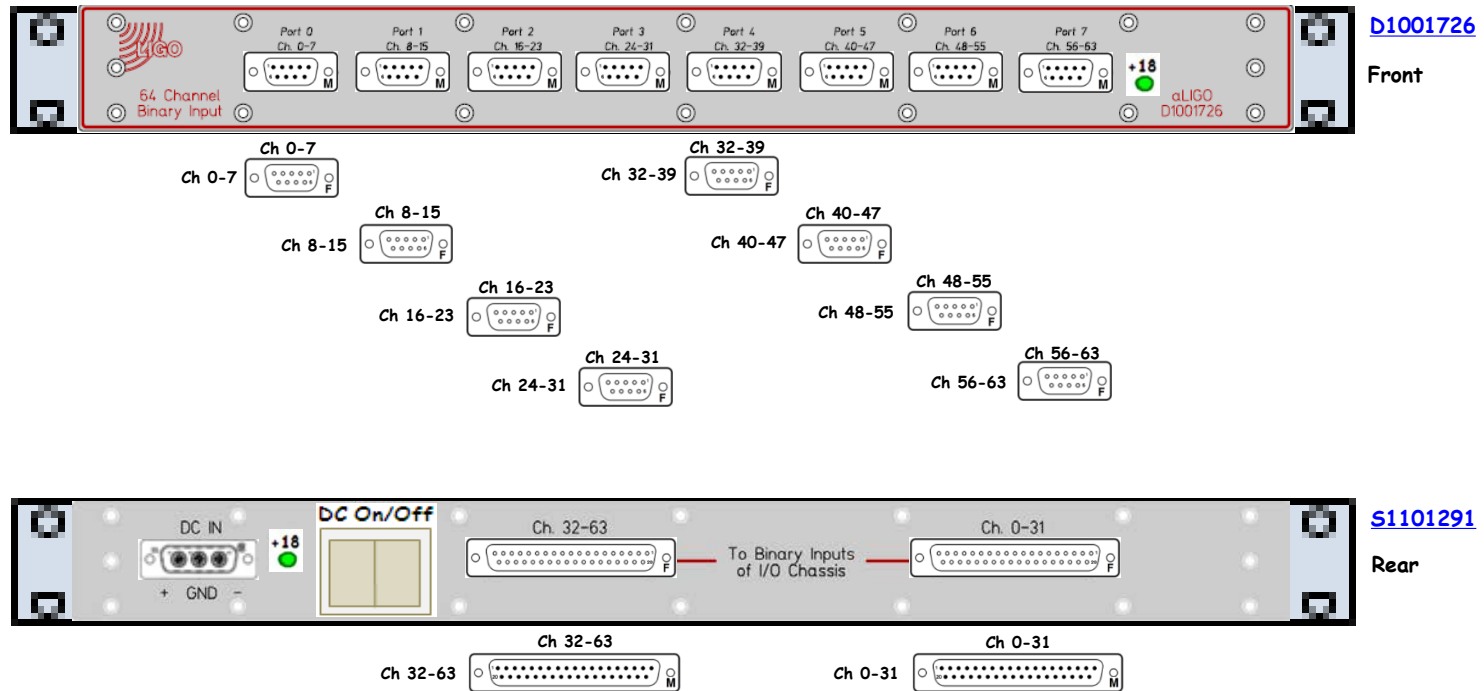 Port 0 Port 1 Port 2 Port 3 Port 4 Port 5 Port 6 Port 7
Ch. 0-7 Ch. 8-15 Ch. 16-23 Ch. 24-31 Ch. 32-39 Ch. 40-47 Ch. 48-55 Ch. 56-63
D1001726
LIGO
+18
M M M M M M M M
Front
64 Channel
Binary Input
aLIGO
D1001726
Ch 0-7 Ch 32-39
Ch 0-7 F Ch 32-39 F
Ch 8-15 Ch 40-47
Ch 8-15 F Ch 40-47 F
Ch 16-23 Ch 48-55
Ch 16-23 F Ch 48-55 F
Ch 24-31 Ch 56-63
Ch 24-31 F Ch 56-63 F
DC IN
+18
DC On/Off
Ch. 32-63
Ch. 0-31
S1101291
To Binary Inputs
of I/O Chassis
F F
Rear
+ GND -
Ch 32-63 Ch 0-31
Ch 32-63 M Ch 0-31 M